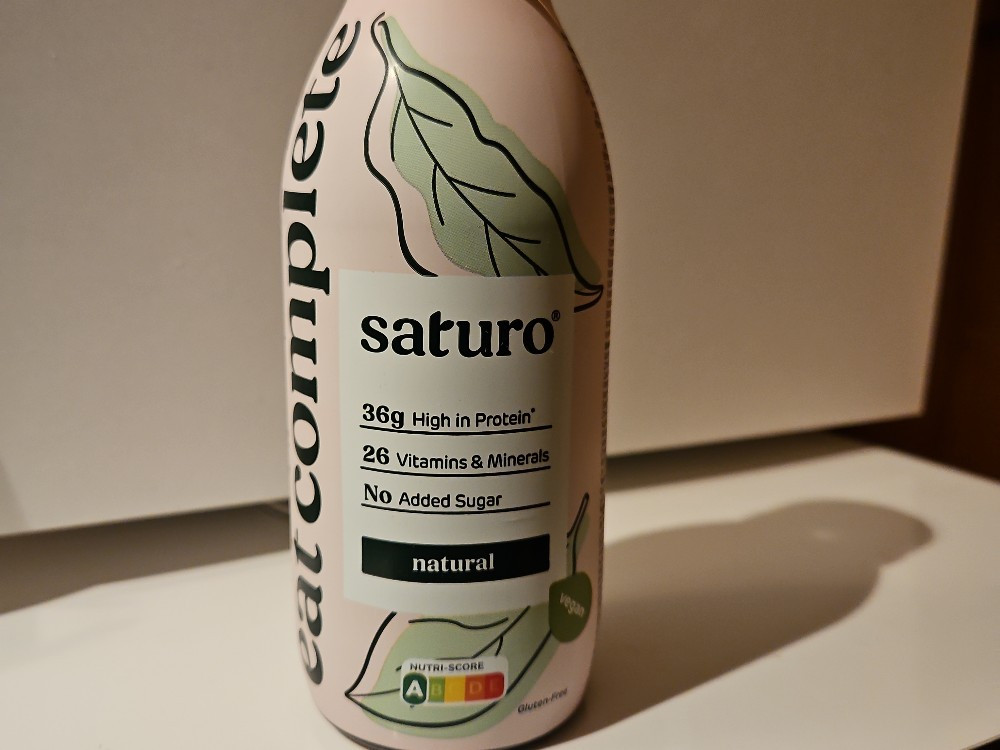 eat complete
saturo®
36g High in Protein*
26 Vitamins & Minerals
No Added Sugar
natural
vegan
NUTRI-SCORE
A B C D E
Gluten-Free